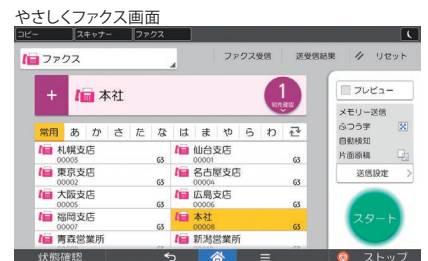 やさしくファクス画面
コピー スキャナー ファクス
ファクス ファクス受信 送受信結果 リセット
+ 本社 1 宛先確認
プレビュー
メモリー送信
ふつう字
自動検知
片面原稿
送信設定 >
スタート
常用 あ か さ た な は ま や ら わ
札幌支店 仙台支店
00003 G3 00001 G3
東京支店 名古屋支店
00002 G3 00004 G3
大阪支店 広島支店
00005 G3 00006 G3
福岡支店 本社
00007 G3 00008 G3
青森営業所 新潟営業所
状態確認 ストップ